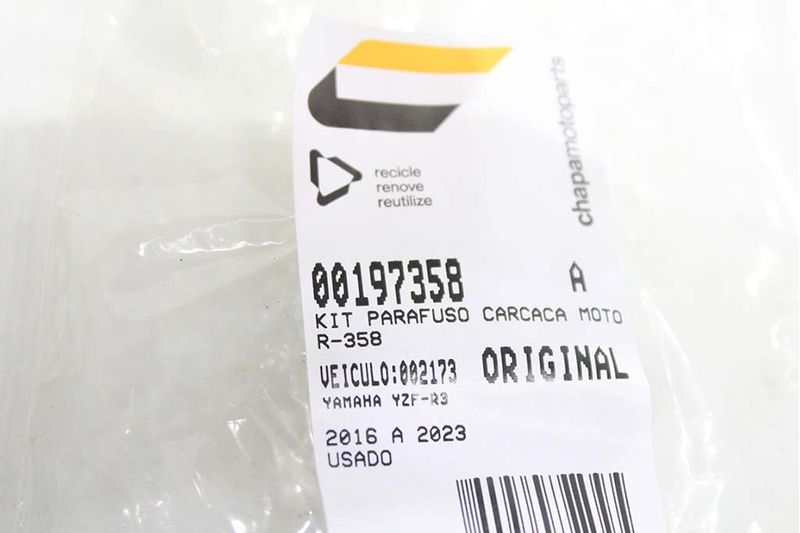 recicle
renove
reutilize
chapamotoparts
00197358 A
KIT PARAFUSO CARCACA MOTO
R-358
VEICULO:002173 ORIGINAL
YAMAHA YZF-R3
2016 A 2023
USADO